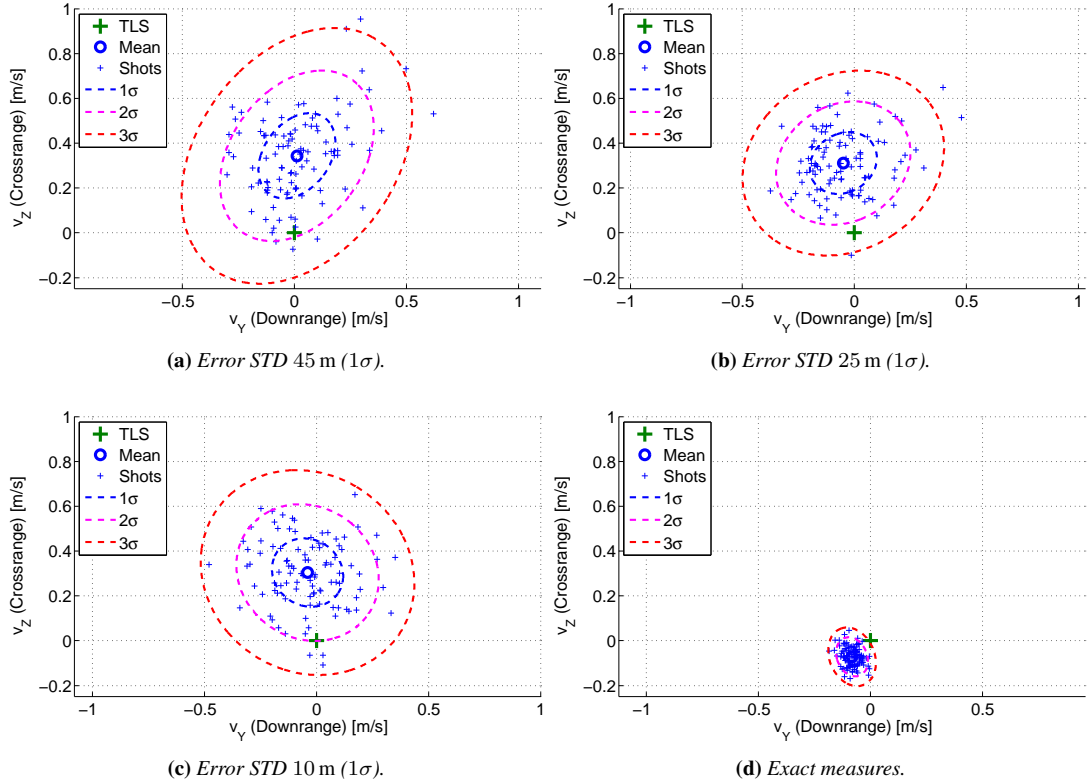 1
0.8
0.6
0.4
0.2
0
−0.2
v_Z (Crossrange) [m/s]
TLS
Mean
Shots
1σ
2σ
3σ
−0.5 0 0.5 1
v_Y (Downrange) [m/s]
(a) Error STD 45 m (1σ).
1
0.8
0.6
0.4
0.2
0
−0.2
v_Z (Crossrange) [m/s]
TLS
Mean
Shots
1σ
2σ
3σ
−1 −0.5 0 0.5 1
v_Y (Downrange) [m/s]
(b) Error STD 25 m (1σ).
1
0.8
0.6
0.4
0.2
0
−0.2
v_Z (Crossrange) [m/s]
TLS
Mean
Shots
1σ
2σ
3σ
−1 −0.5 0 0.5 1
v_Y (Downrange) [m/s]
(c) Error STD 10 m (1σ).
1
0.8
0.6
0.4
0.2
0
−0.2
v_Z (Crossrange) [m/s]
TLS
Mean
Shots
1σ
2σ
3σ
−1 −0.5 0 0.5
v_Y (Downrange) [m/s]
(d) Exact measures.